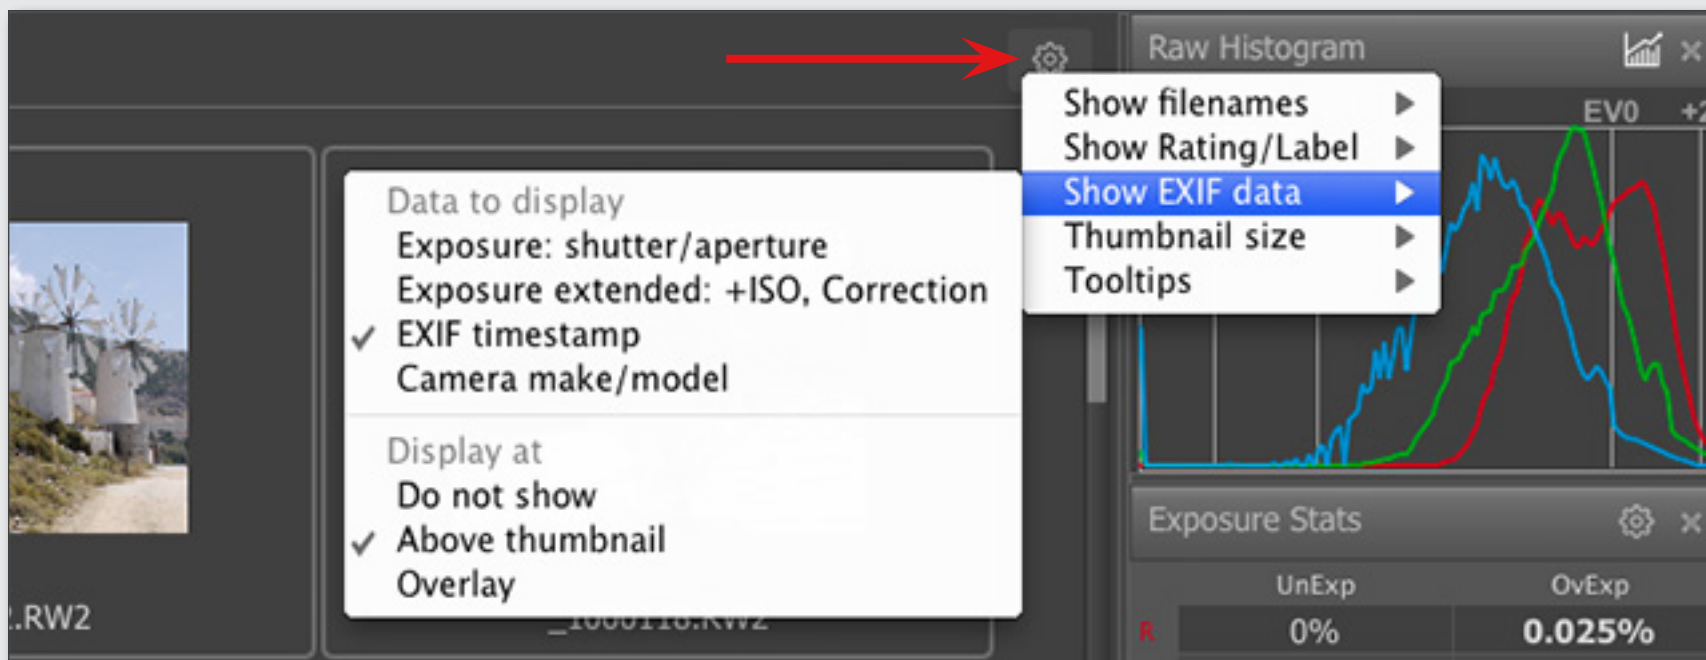 Raw Histogram
Show filenames
EV0
Show Rating/Label
Show EXIF data
Thumbnail size
Tooltips
Data to display
Exposure: shutter/aperture
Exposure extended: +ISO, Correction
EXIF timestamp
Camera make/model
Display at
Do not show
Above thumbnail
Overlay
Exposure Stats
UnExp OvExp
.RW2
_1000118.RW2
R 0% 0.025%